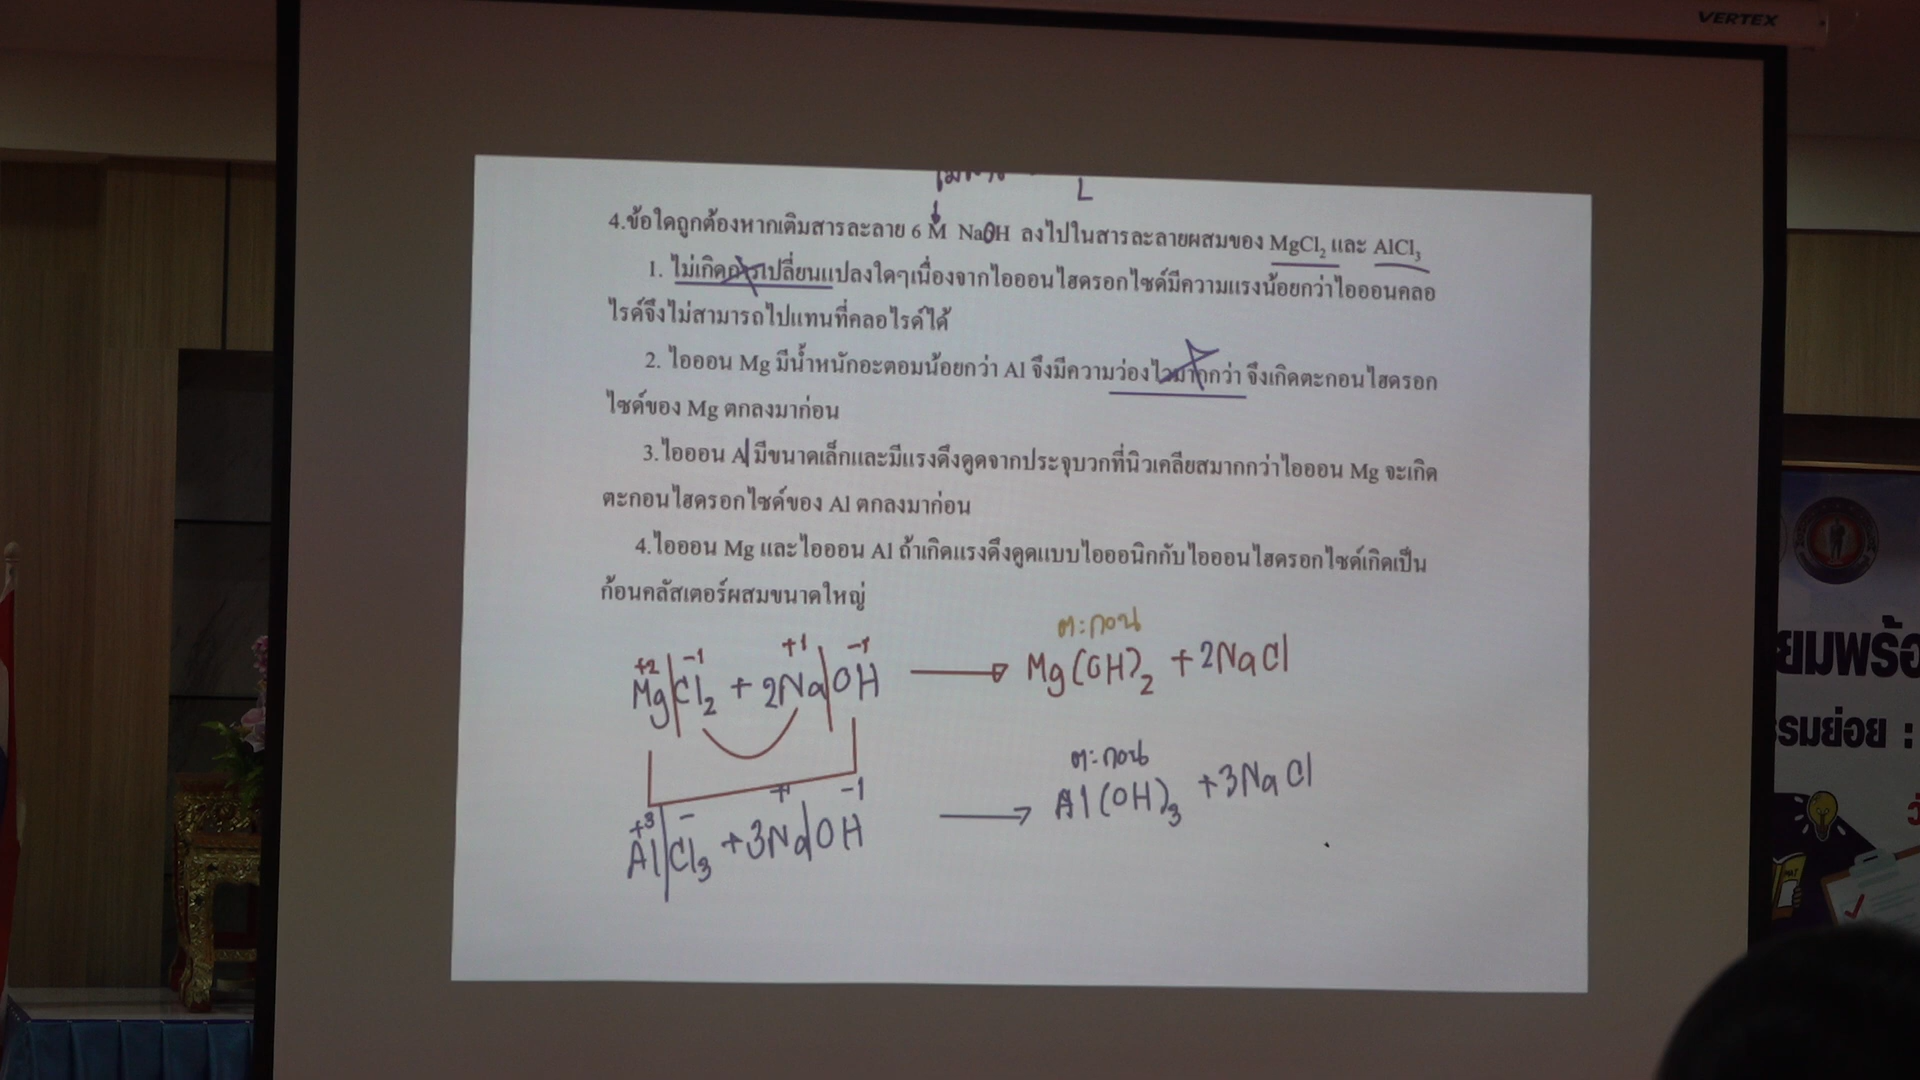 VERTEX
L
4.ข้อใดถูกต้องหากเติมสารละลาย 6 M NaOH ลงไปในสารละลายผสมของ MgCl₂ และ AlCl₃
1. ไม่เกิดการเปลี่ยนแปลงใดๆเนื่องจากไอออนไฮดรอกไซด์มีความแรงน้อยกว่าไอออนคลอ
ไรด์จึงไม่สามารถไปแทนที่คลอไรด์ได้
2. ไอออน Mg มีน้ำหนักอะตอมน้อยกว่า Al จึงมีความว่องไวมากกว่า จึงเกิดตะกอนไฮดรอก
ไซด์ของ Mg ตกลงมาก่อน
3.ไอออน Al มีขนาดเล็กและมีแรงดึงดูดจากประจุบวกที่นิวเคลียสมากกว่าไอออน Mg จะเกิด
ตะกอนไฮดรอกไซด์ของ Al ตกลงมาก่อน
4.ไอออน Mg และไอออน Al ถ้าเกิดแรงดึงดูดแบบไอออนิกกับไอออนไฮดรอกไซด์เกิดเป็น
ก้อนคลัสเตอร์ผสมขนาดใหญ่
ตะกอน
+2 -1 +1 -1
MgCl₂ + 2NaOH → Mg(OH)₂ + 2NaCl
ตะกอน
+3 - + -1
AlCl₃ + 3NaOH → Al(OH)₃ + 3NaCl
ยมพร้อ
รมย่อย :